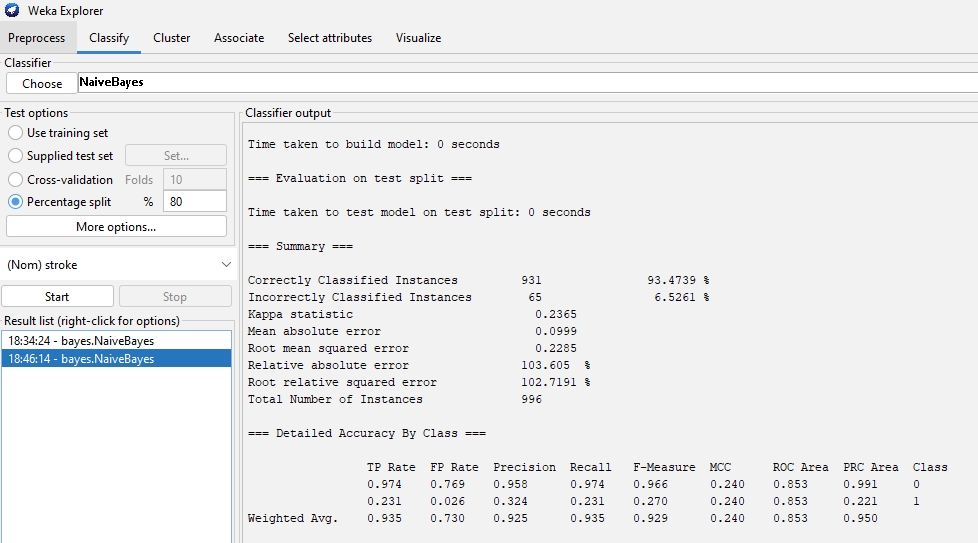 Weka Explorer
Preprocess Classify Cluster Associate Select attributes Visualize
Classifier
Choose NaiveBayes
Test options
Use training set
Supplied test set Set...
Cross-validation Folds 10
Percentage split % 80
More options...
(Nom) stroke
Start Stop
Result list (right-click for options)
18:34:24 - bayes.NaiveBayes
18:46:14 - bayes.NaiveBayes
Classifier output
Time taken to build model: 0 seconds
=== Evaluation on test split ===
Time taken to test model on test split: 0 seconds
=== Summary ===
Correctly Classified Instances 931 93.4739 %
Incorrectly Classified Instances 65 6.5261 %
Kappa statistic 0.2365
Mean absolute error 0.0999
Root mean squared error 0.2285
Relative absolute error 103.605 %
Root relative squared error 102.7191 %
Total Number of Instances 996
=== Detailed Accuracy By Class ===
TP Rate FP Rate Precision Recall F-Measure MCC ROC Area PRC Area Class
0.974 0.769 0.958 0.974 0.966 0.240 0.853 0.991 0
0.231 0.026 0.324 0.231 0.270 0.240 0.853 0.221 1
Weighted Avg. 0.935 0.730 0.925 0.935 0.929 0.240 0.853 0.950